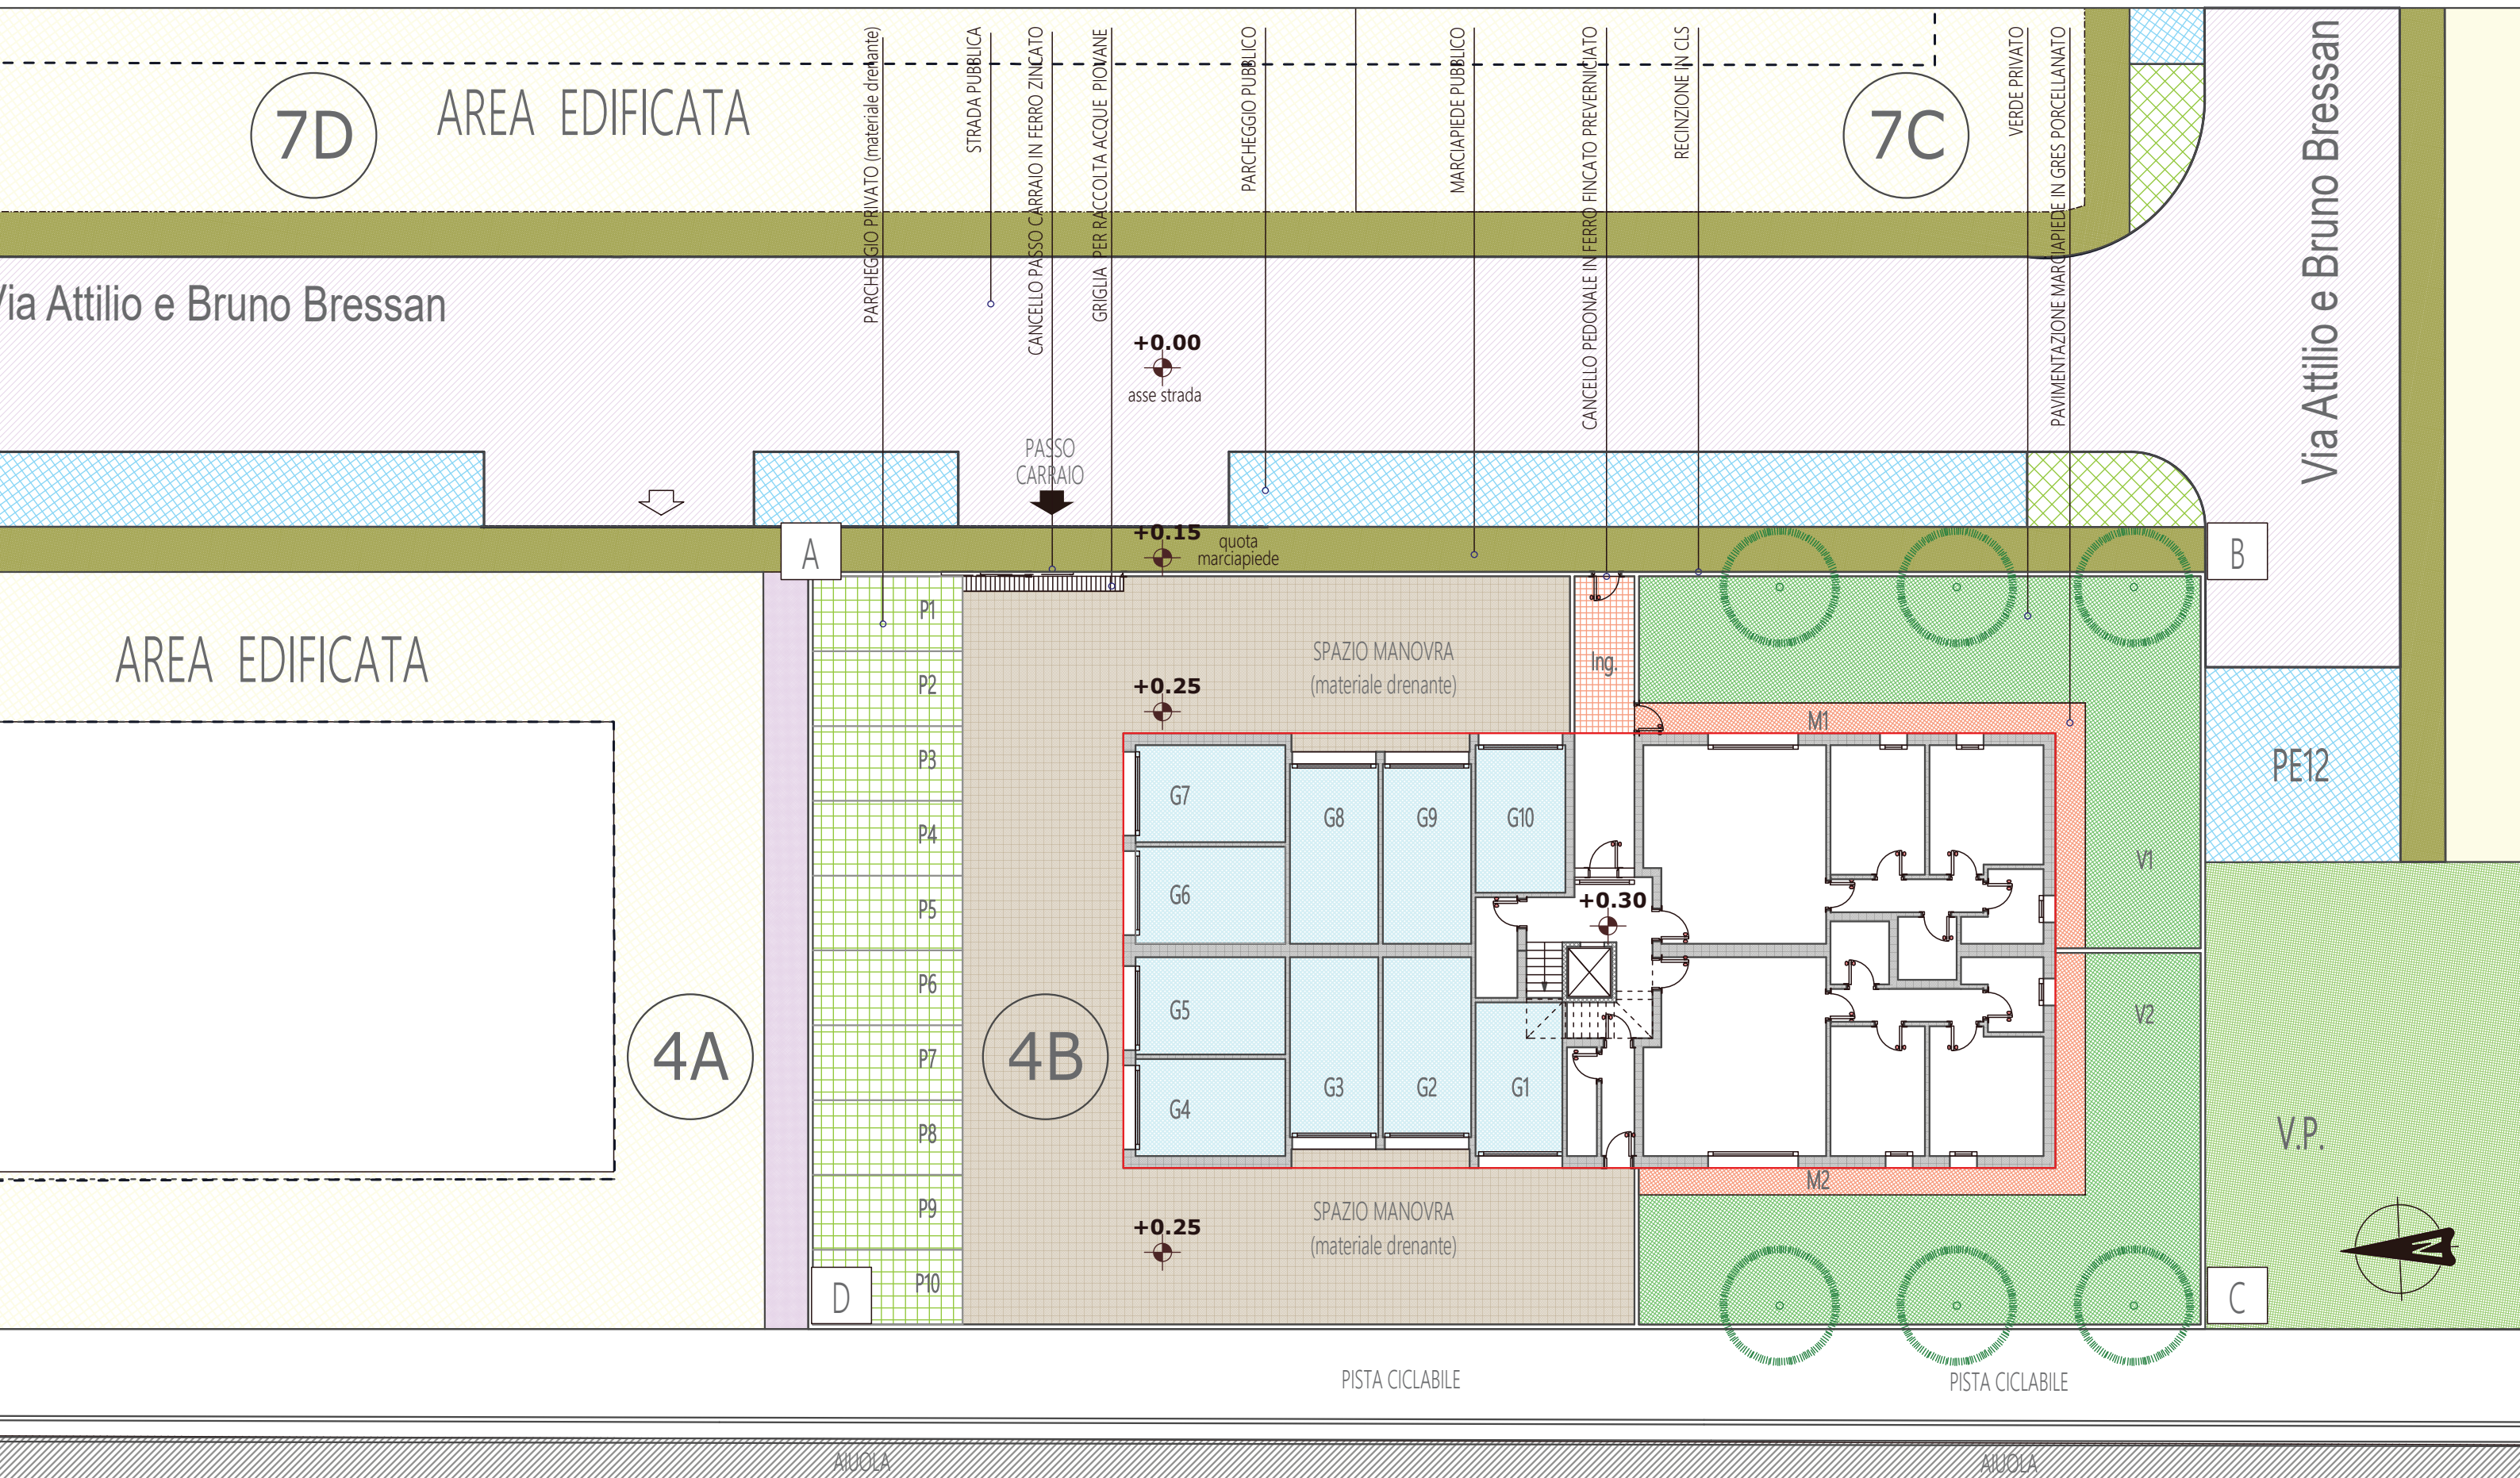 PARCHEGGIO PRIVATO (materiale drenante)
STRADA PUBBLICA
CANCELLO PASSO CARRAIO IN FERRO ZINCATO
GRIGLIA PER RACCOLTA ACQUE PIOVANE
PARCHEGGIO PUBBLICO
MARCIAPIEDE PUBBLICO
CANCELLO PEDONALE IN FERRO FINCATO PREVERNICIATO
RECINZIONE IN CLS
VERDE PRIVATO
PAVIMENTAZIONE MARCIAPIEDE IN GRES PORCELLANATO
Via Attilio e Bruno Bressan
7D
AREA EDIFICATA
7C
Via Attilio e Bruno Bressan
+0.00
asse strada
PASSO
CARRAIO
A
+0.15
quota
marciapiede
B
AREA EDIFICATA
P1
P2
P3
P4
P5
P6
P7
P8
P9
P10
SPAZIO MANOVRA
(materiale drenante)
+0.25
Ing.
M1
PE12
G7
G8
G9
G10
G6
V1
+0.30
G5
V2
4A
4B
G4
G3
G2
G1
V.P.
M2
SPAZIO MANOVRA
(materiale drenante)
+0.25
N
D
C
PISTA CICLABILE
PISTA CICLABILE
AIUOLA
AIUOLA